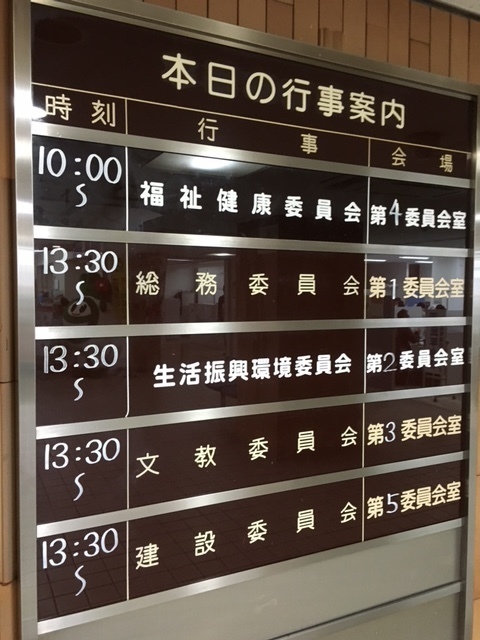 本日の行事案内
時刻 行事 会場
10:00〜 福祉健康委員会 第4委員会室
13:30〜 総務委員会 第1委員会室
13:30〜 生活振興環境委員会 第2委員会室
13:30〜 文教委員会 第3委員会室
13:30〜 建設委員会 第5委員会室